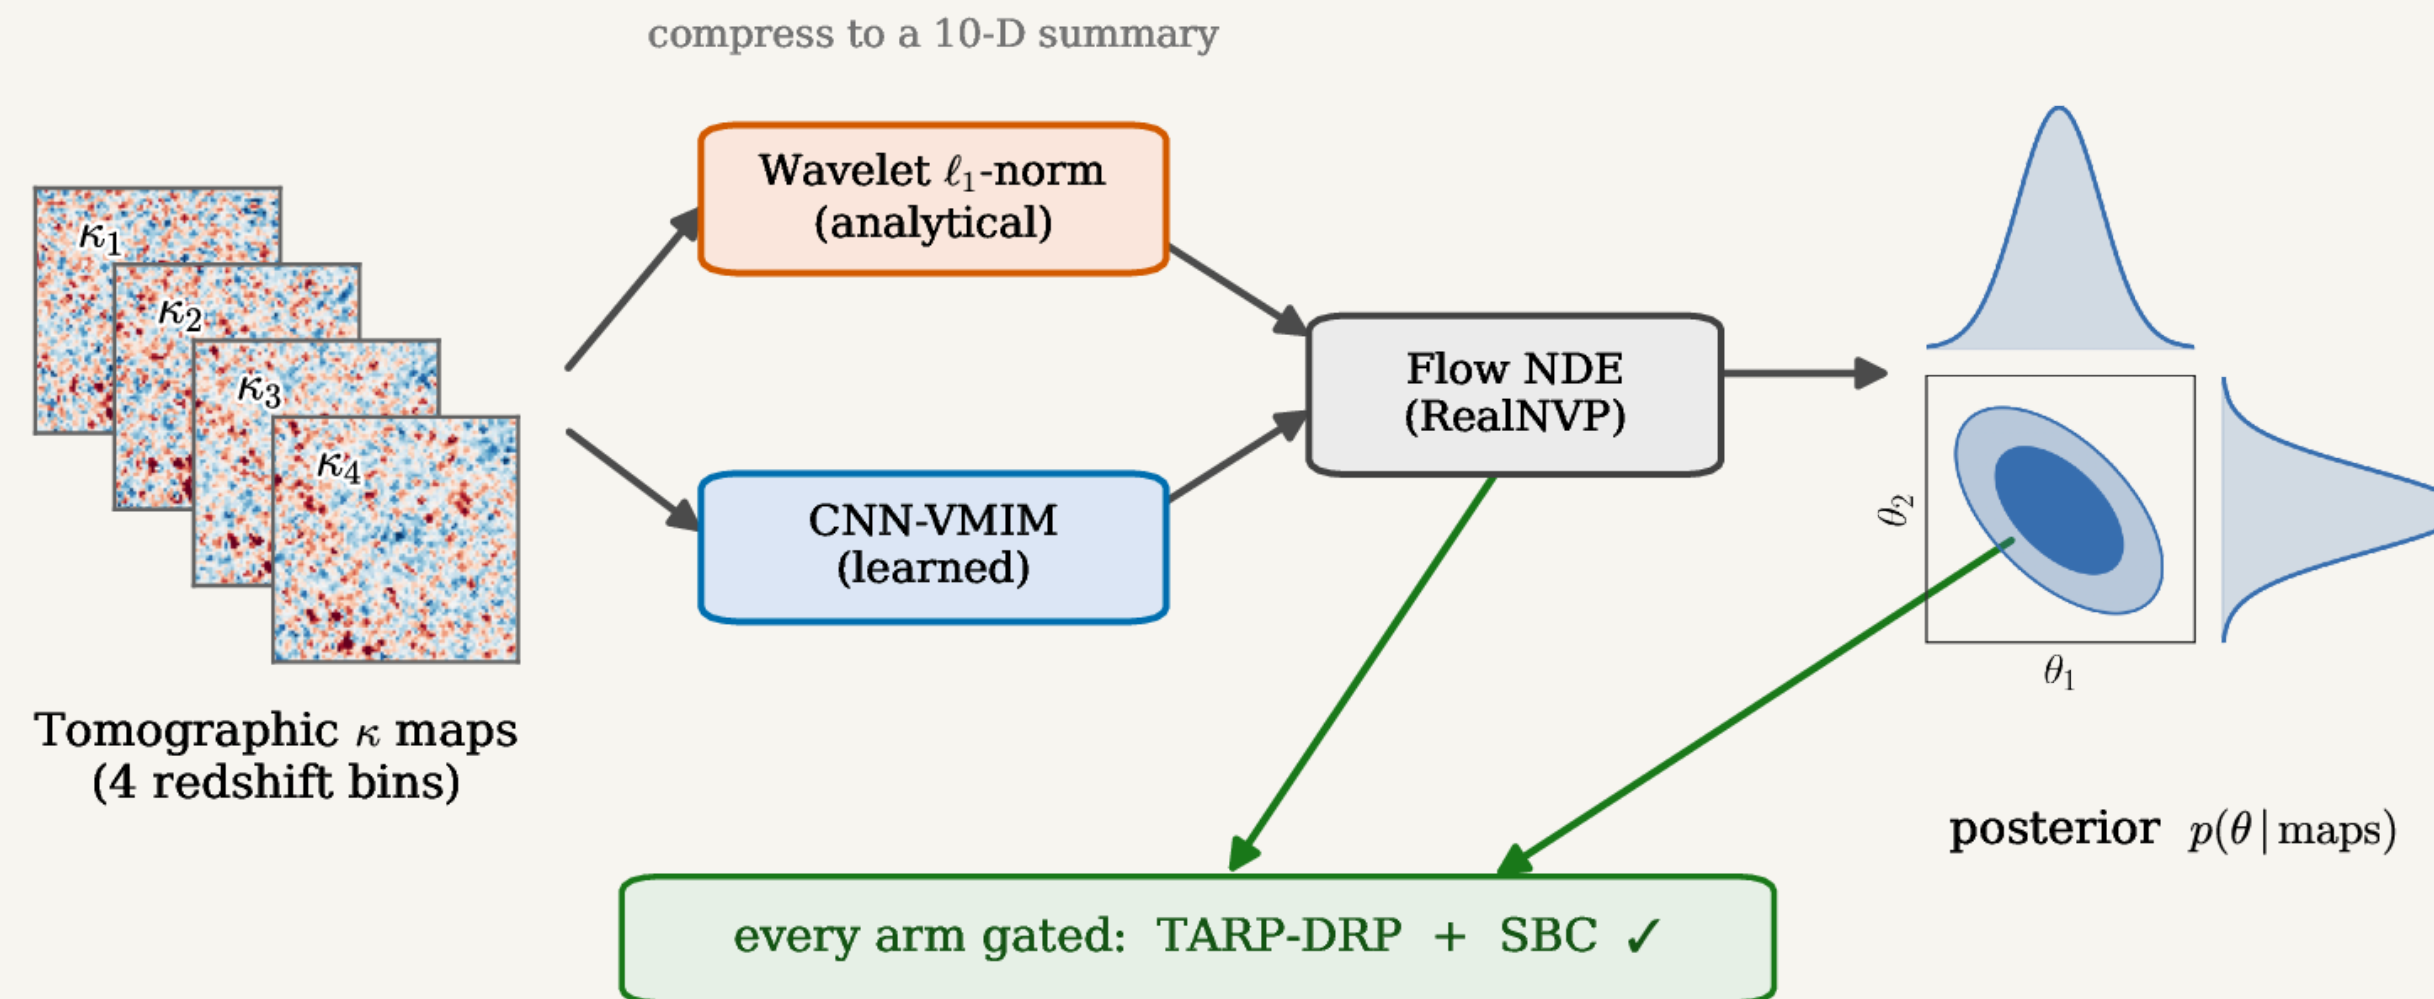 compress to a 10-D summary
κ₁
κ₂
κ₃
κ₄
Tomographic κ maps
(4 redshift bins)
Wavelet ℓ₁-norm
(analytical)
CNN-VMIM
(learned)
Flow NDE
(RealNVP)
θ₂
θ₁
posterior p(θ | maps)
every arm gated: TARP-DRP + SBC ✓